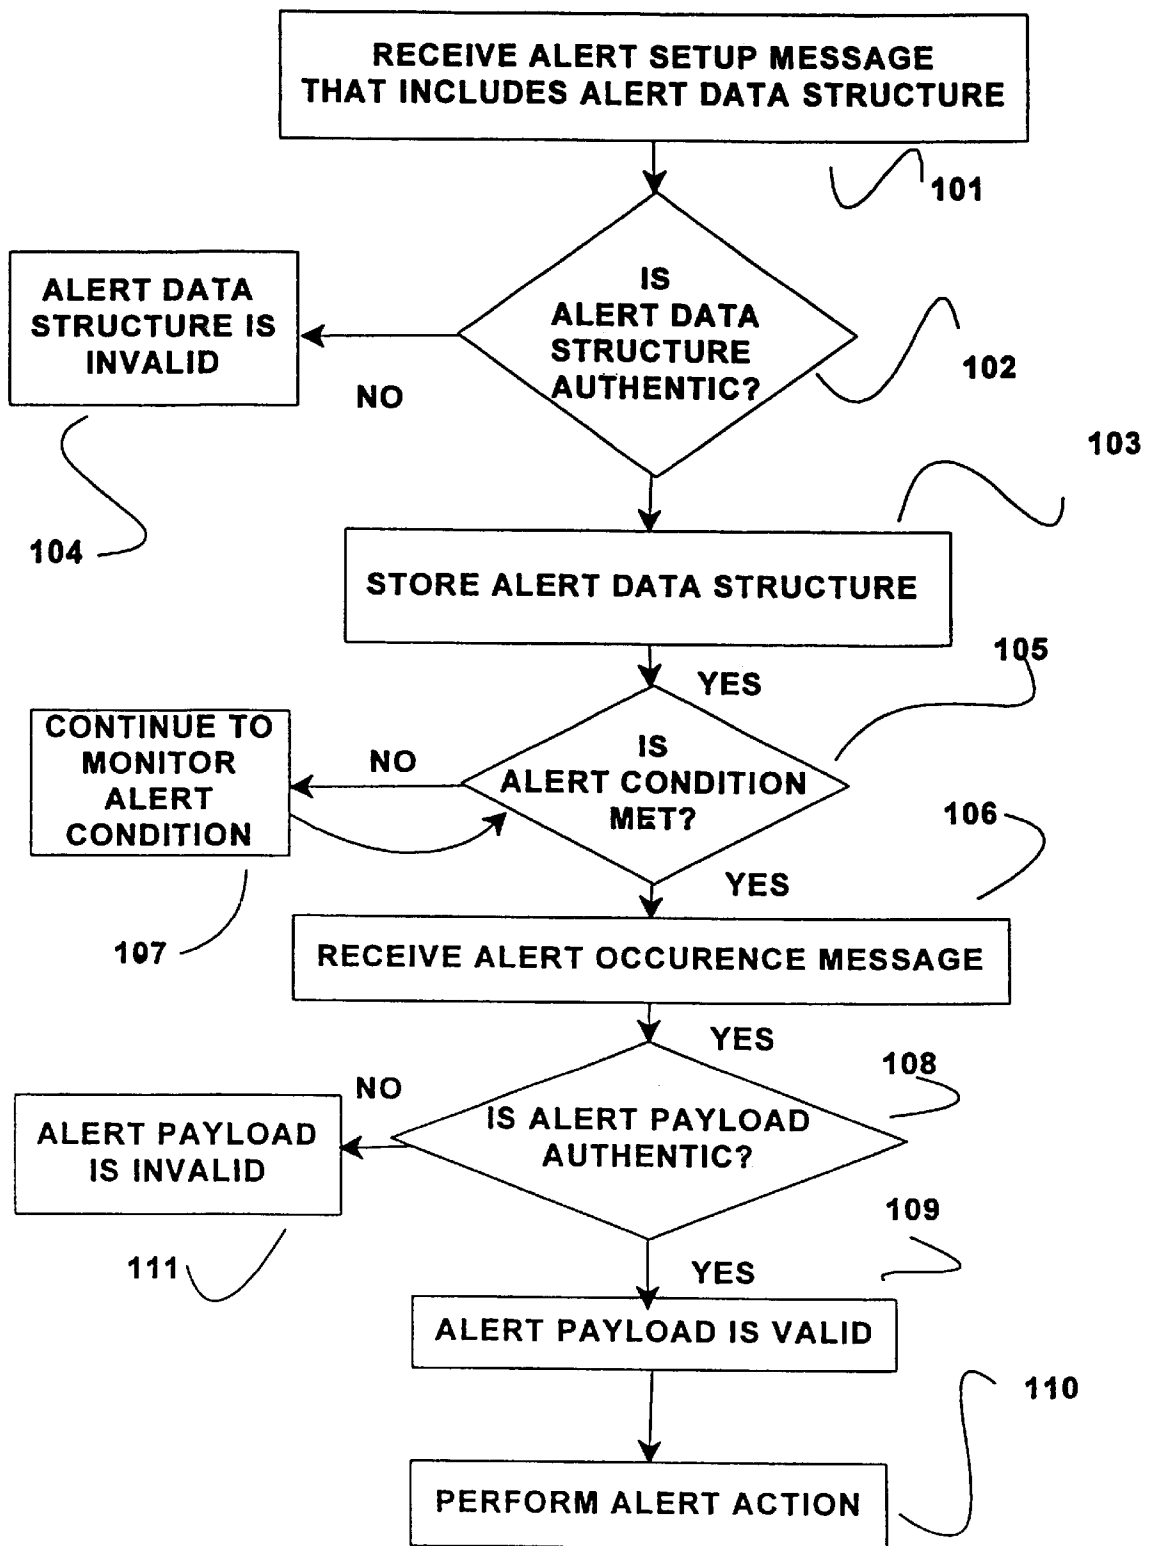 RECEIVE ALERT SETUP MESSAGE
THAT INCLUDES ALERT DATA STRUCTURE
101
IS
ALERT DATA
STRUCTURE
AUTHENTIC?
ALERT DATA
STRUCTURE IS
INVALID
NO
102
103
104
STORE ALERT DATA STRUCTURE
105
YES
CONTINUE TO
MONITOR
ALERT
CONDITION
NO
IS
ALERT CONDITION
MET?
106
YES
107
RECEIVE ALERT OCCURENCE MESSAGE
YES
108
NO
IS ALERT PAYLOAD
AUTHENTIC?
ALERT PAYLOAD
IS INVALID
109
111
YES
ALERT PAYLOAD IS VALID
110
PERFORM ALERT ACTION